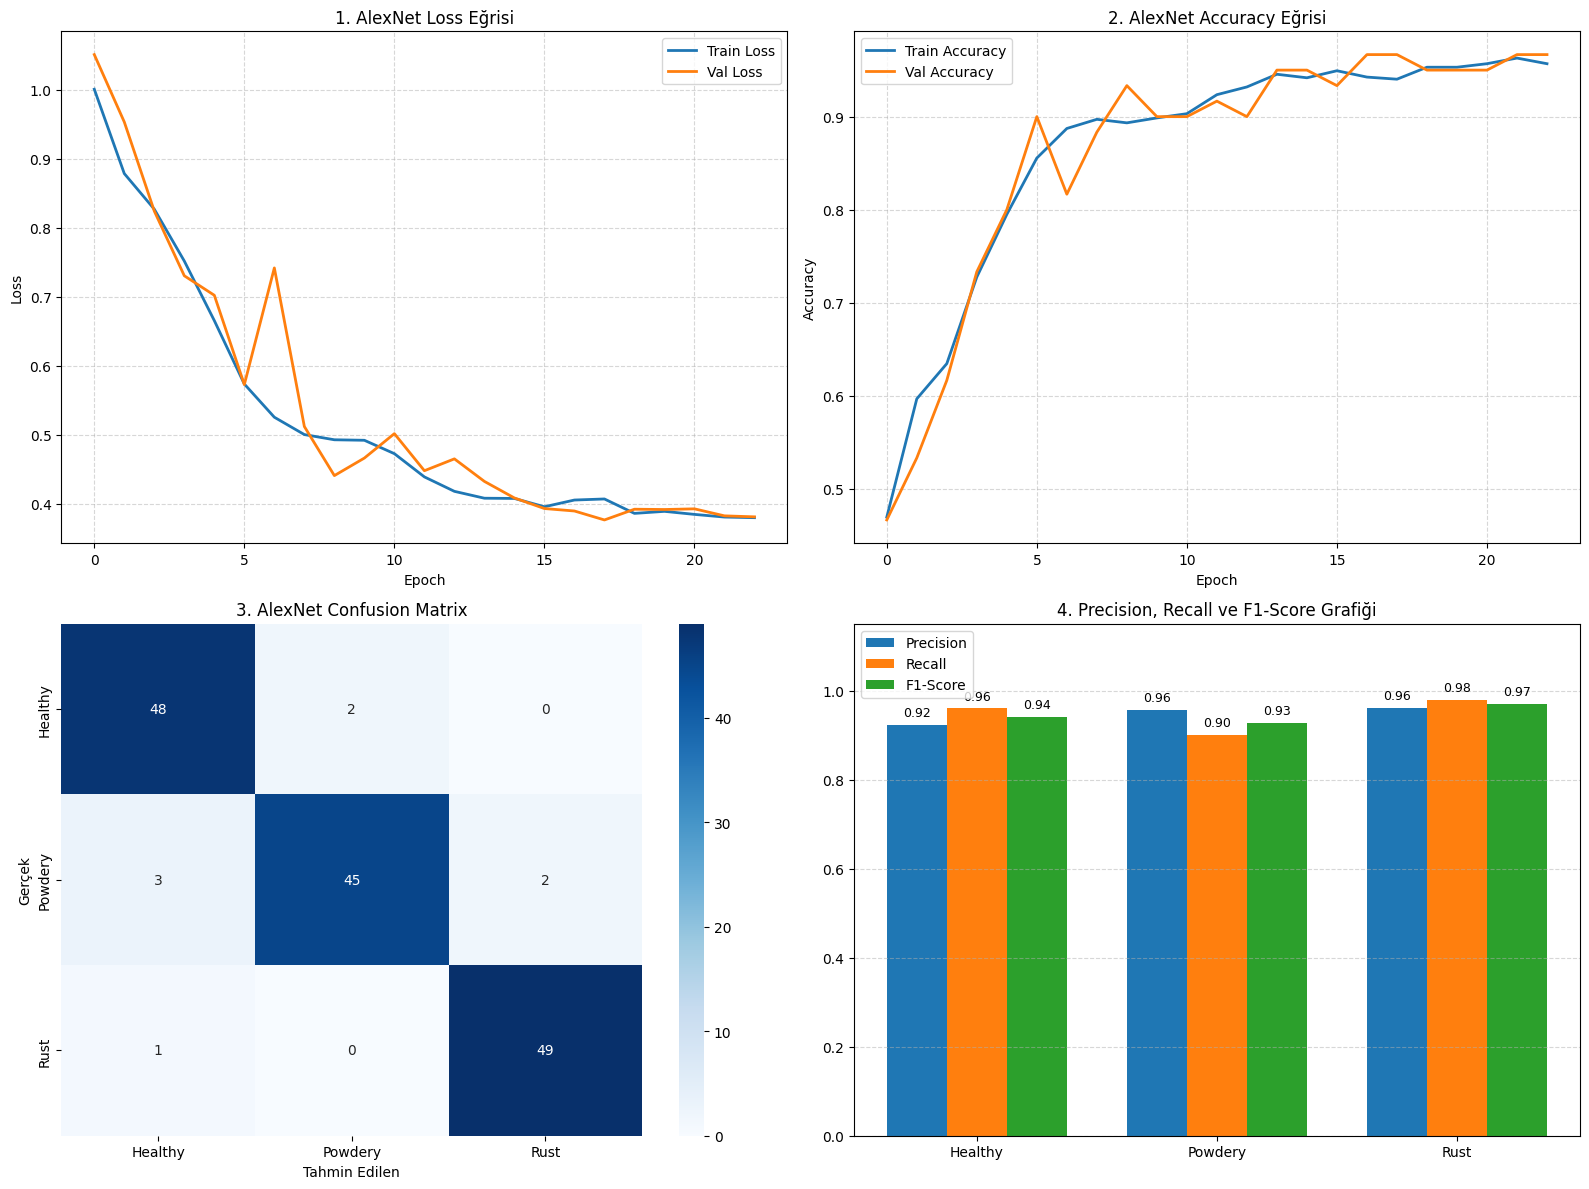 1. AlexNet Loss Eğrisi
Train Loss
Val Loss
1.0
0.9
0.8
0.7
0.6
0.5
0.4
Loss
0 5 10 15 20
Epoch
2. AlexNet Accuracy Eğrisi
Train Accuracy
Val Accuracy
0.9
0.8
0.7
0.6
0.5
Accuracy
0 5 10 15 20
Epoch
3. AlexNet Confusion Matrix
Gerçek
Healthy
Powdery
Rust
48 2 0
3 45 2
1 0 49
Healthy Powdery Rust
Tahmin Edilen
40
30
20
10
0
4. Precision, Recall ve F1-Score Grafiği
Precision
Recall
F1-Score
1.0
0.8
0.6
0.4
0.2
0.0
0.92 0.96 0.94
0.96 0.90 0.93
0.96 0.98 0.97
Healthy Powdery Rust